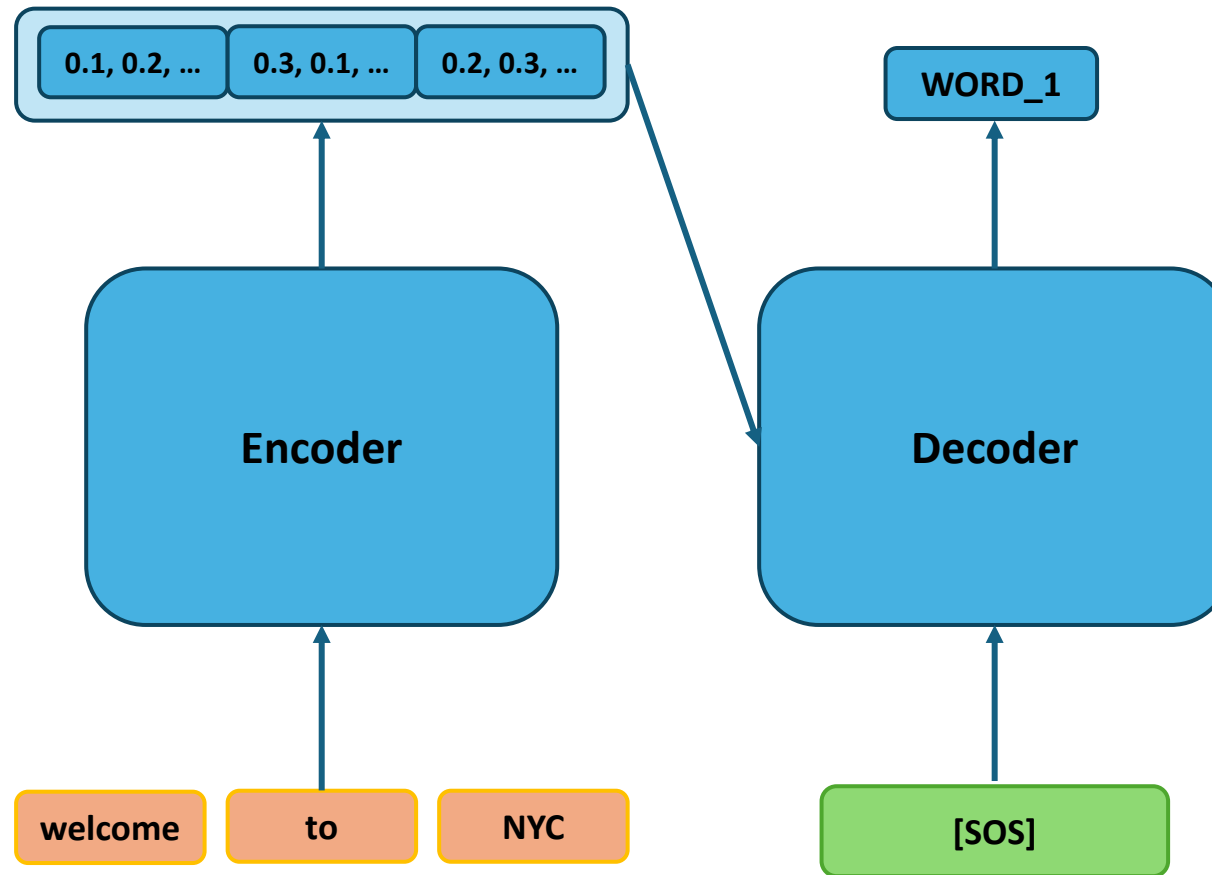 0.1, 0.2, … 0.3, 0.1, … 0.2, 0.3, …
WORD_1
Encoder
Decoder
welcome to NYC
[SOS]